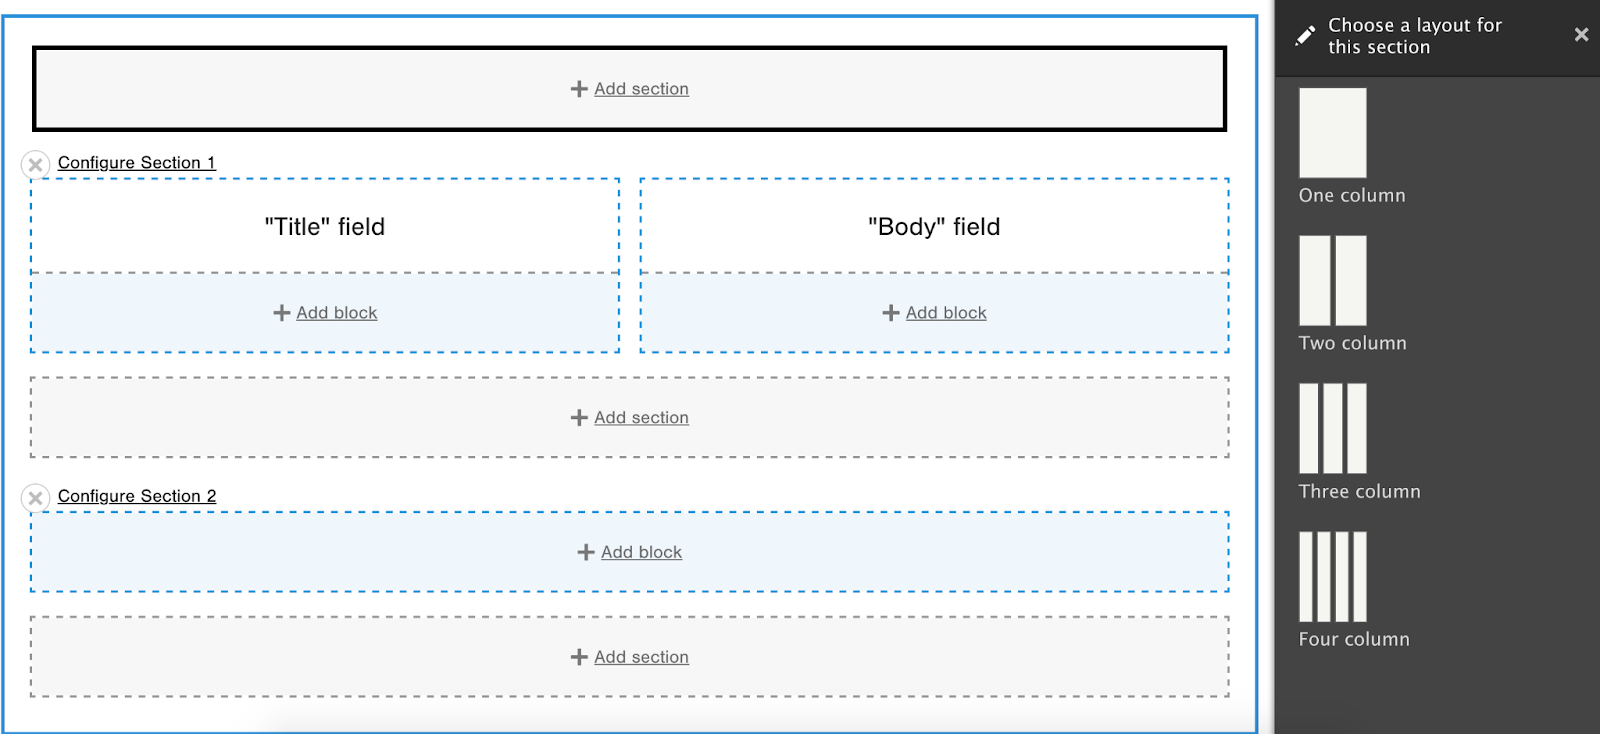 Add section
Configure Section 1
"Title" field
"Body" field
Add block
Add block
Add section
Configure Section 2
Add block
Add section
Choose a layout for
this section
One column
Two column
Three column
Four column